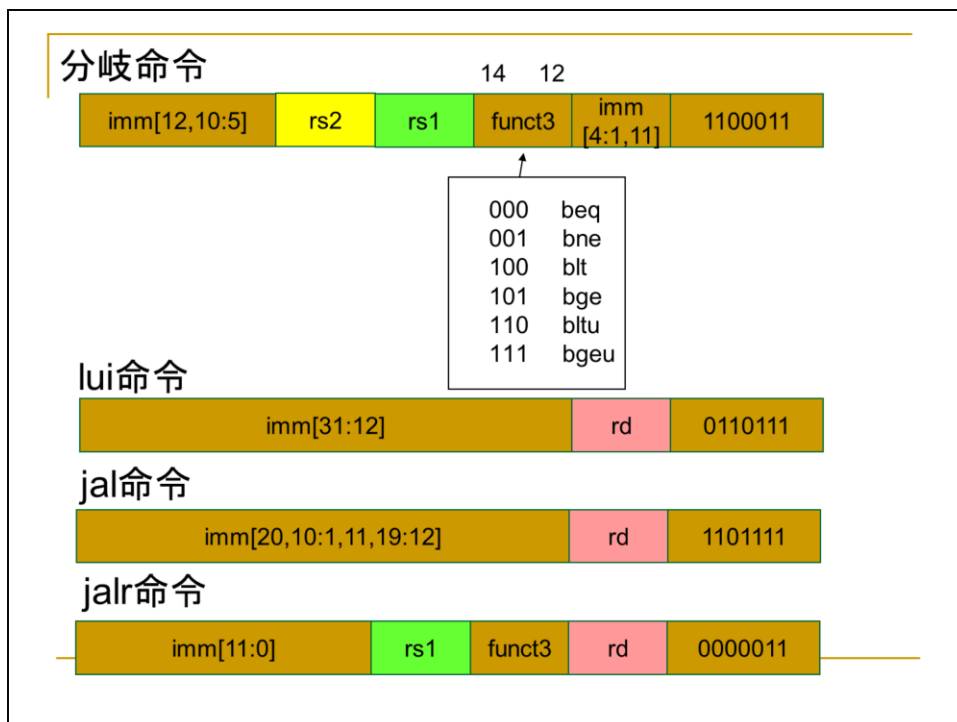 分岐命令
14 12
imm[12,10:5] rs2 rs1 funct3 imm [4:1,11] 1100011
000 beq
001 bne
100 blt
101 bge
110 bltu
111 bgeu
lui命令
imm[31:12] rd 0110111
jal命令
imm[20,10:1,11,19:12] rd 1101111
jalr命令
imm[11:0] rs1 funct3 rd 0000011